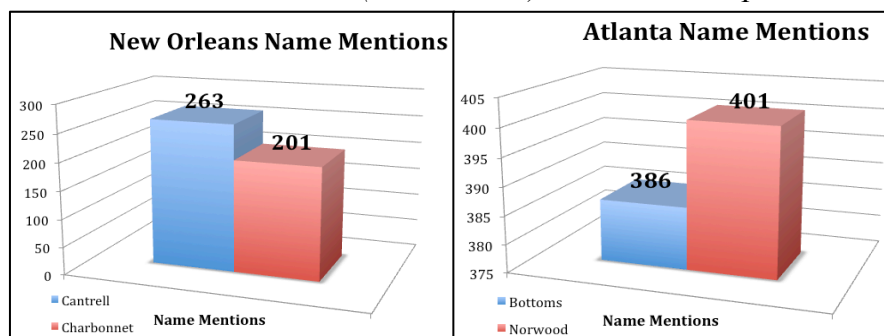 New Orleans Name Mentions
300
250
200
150
100
50
0
263
201
Cantrell
Charbonnet
Name Mentions
Atlanta Name Mentions
405
400
395
390
385
380
375
386
401
Bottoms
Norwood
Name Mentions